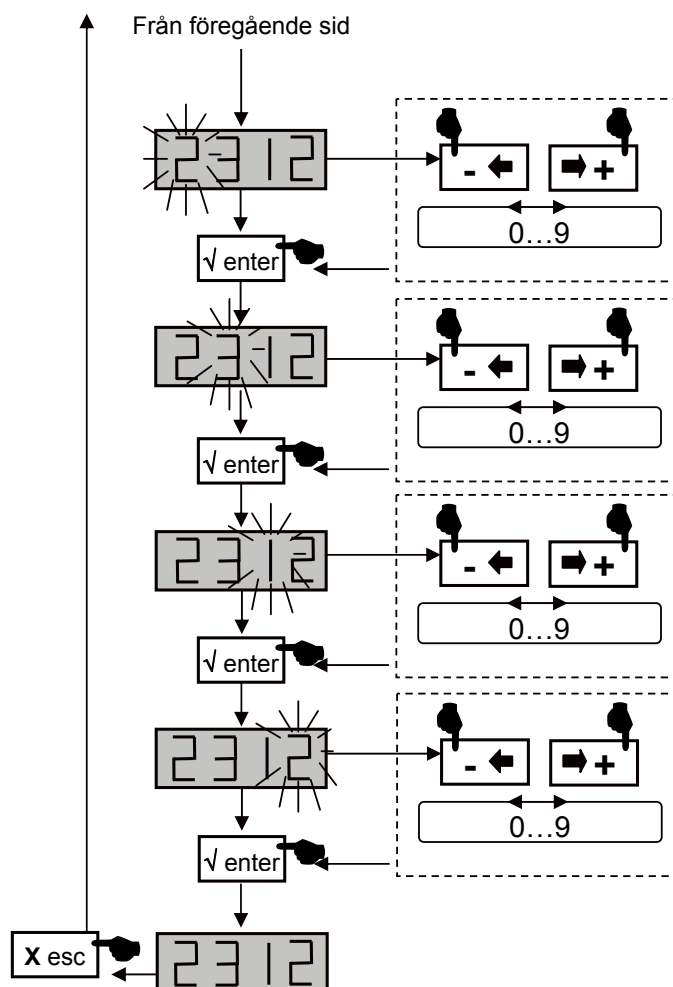 Från föregående sid
2312
- +
0...9
√ enter
2312
- +
0...9
√ enter
2312
- +
0...9
√ enter
2312
- +
0...9
√ enter
X esc
2312